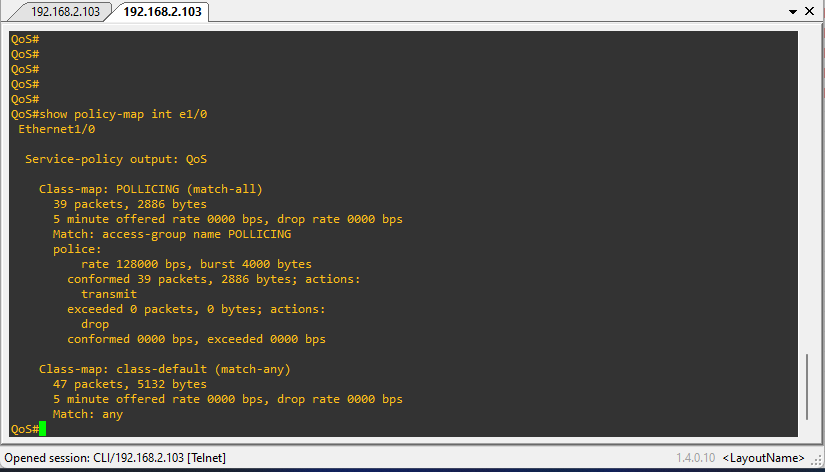 192.168.2.103
192.168.2.103
QoS#
QoS#
QoS#
QoS#
QoS#
QoS#show policy-map int e1/0
Ethernet1/0
Service-policy output: QoS
Class-map: POLLICING (match-all)
39 packets, 2886 bytes
5 minute offered rate 0000 bps, drop rate 0000 bps
Match: access-group name POLLICING
police:
rate 128000 bps, burst 4000 bytes
conformed 39 packets, 2886 bytes; actions:
transmit
exceeded 0 packets, 0 bytes; actions:
drop
conformed 0000 bps, exceeded 0000 bps
Class-map: class-default (match-any)
47 packets, 5132 bytes
5 minute offered rate 0000 bps, drop rate 0000 bps
Match: any
QoS#
Opened session: CLI/192.168.2.103 [Telnet] 1.4.0.10 <LayoutName>